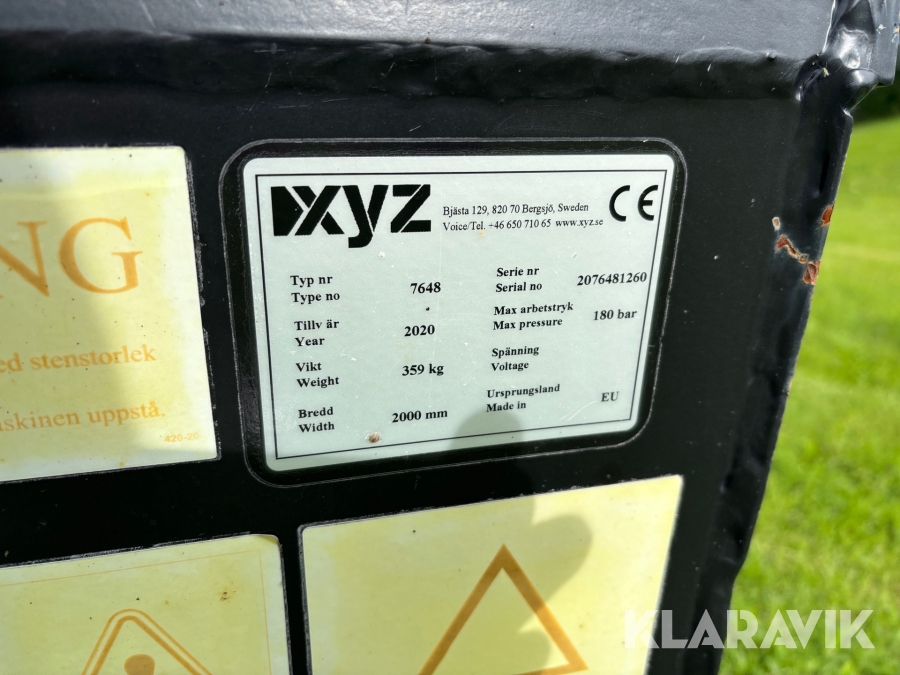 XYZ
Bjästa 129, 820 70 Bergsjö, Sweden
Voice/Tel. +46 650 710 65 www.xyz.se
CE
Typ nr
Type no 7648
Serie nr
Serial no 2076481260
Tillv år
Year 2020
Max arbetstryk
Max pressure 180 bar
Vikt
Weight 359 kg
Spänning
Voltage
Bredd
Width 2000 mm
Ursprungsland
Made in EU
NG
ed stenstorlek
skinen uppstå.
420-20
KLARAVIK